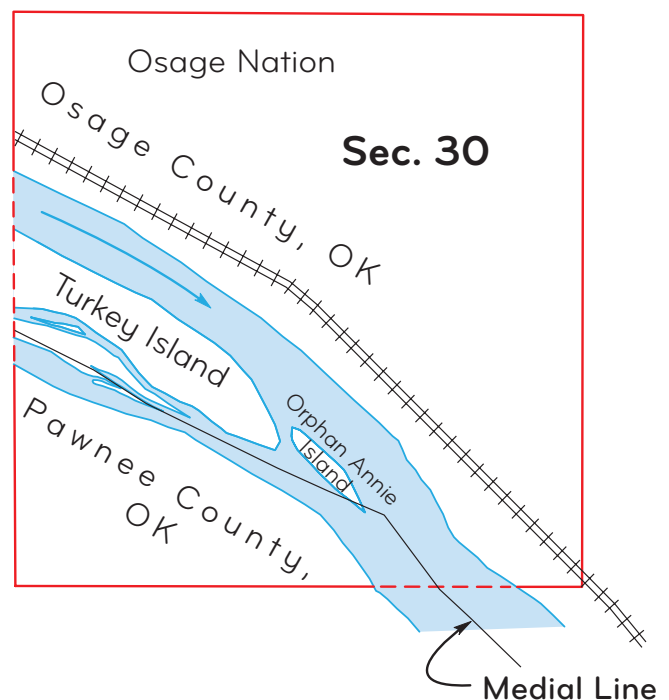 Osage Nation
Osage County, OK
Sec. 30
Turkey Island
Orphan Annie
Island
Pawnee County,
OK
Medial Line